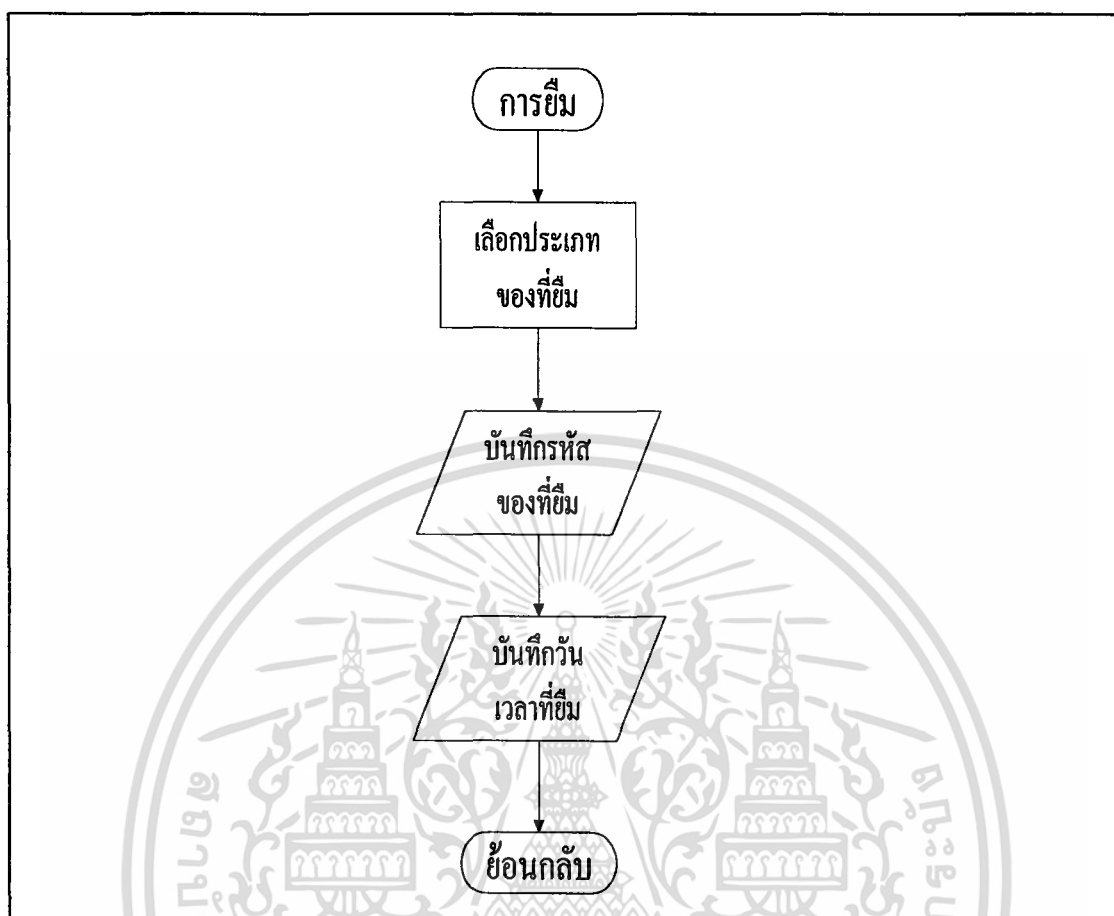 การยืม
เลือกประเภท
ของที่ยืม
บันทึกรหัส
ของที่ยืม
บันทึกวัน
เวลาที่ยืม
ย้อนกลับ